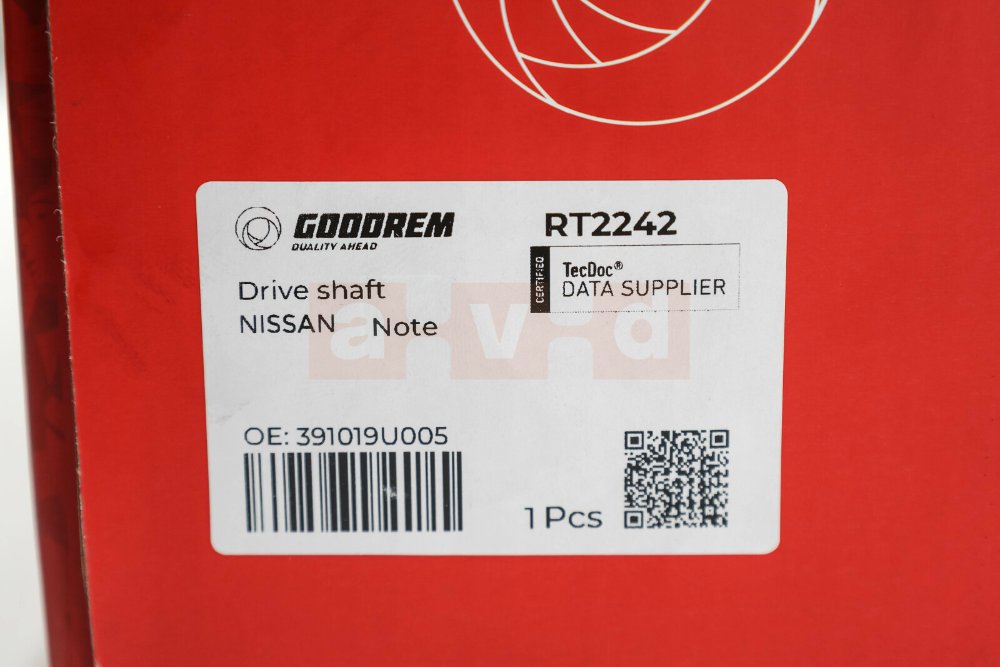 GOODREM
QUALITY AHEAD
RT2242
CERTIFIED
TecDoc®
DATA SUPPLIER
Drive shaft
NISSAN Note
a·v·d
OE: 391019U005
1 Pcs